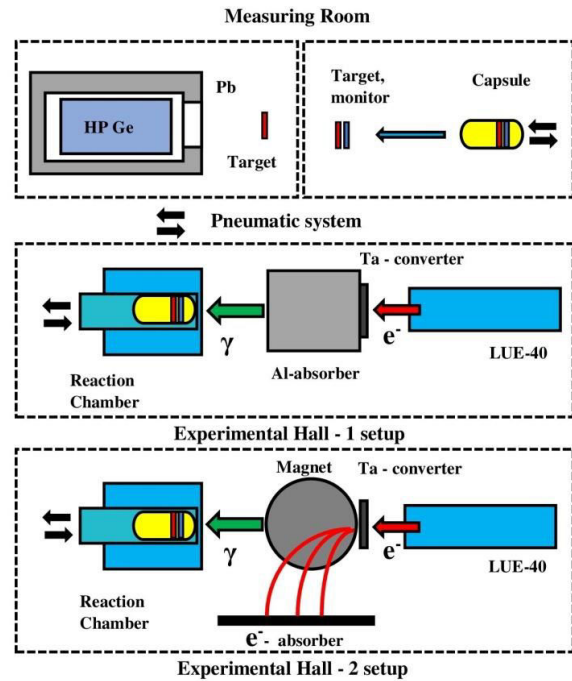 Measuring Room
Pb
HP Ge
Target
Target,
monitor
Capsule
Pneumatic system
Ta - converter
γ
e-
LUE-40
Al-absorber
Reaction
Chamber
Experimental Hall - 1 setup
Magnet
Ta - converter
γ
e-
LUE-40
Reaction
Chamber
e- - absorber
Experimental Hall - 2 setup